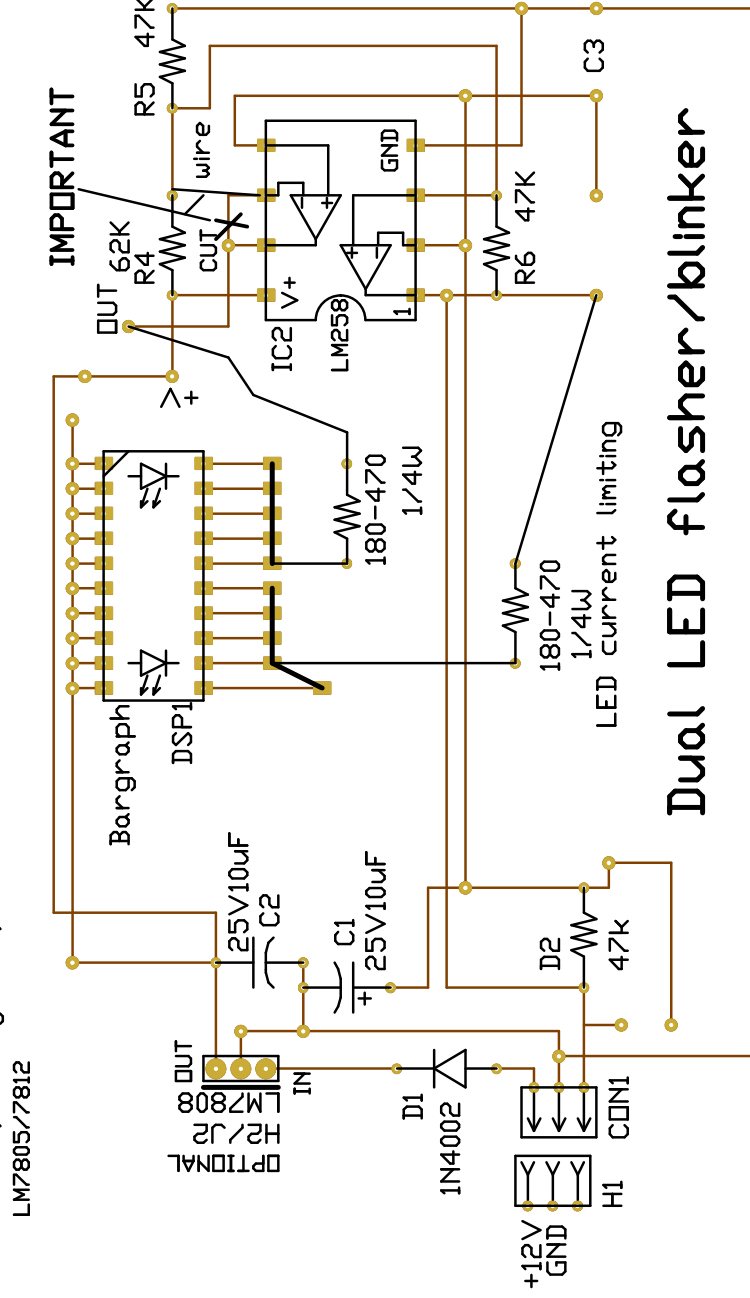 47K
R5
wire
IMPORTANT
62K
R4
CUT
OUT
V+
GND
V+
1
IC2
LM258
C3
47K
R6
180-470
1/4W
180-470
1/4W
LED current limiting
Dual LED flasher/blinker
Bargraph
DSP1
25V10uF
C2
C1
25V10uF
+
D2
47k
OUT
IN
LM7808
H2/J2
OPTIONAL
LM7805/7812
D1
1N4002
CON1
H1
+12V
GND